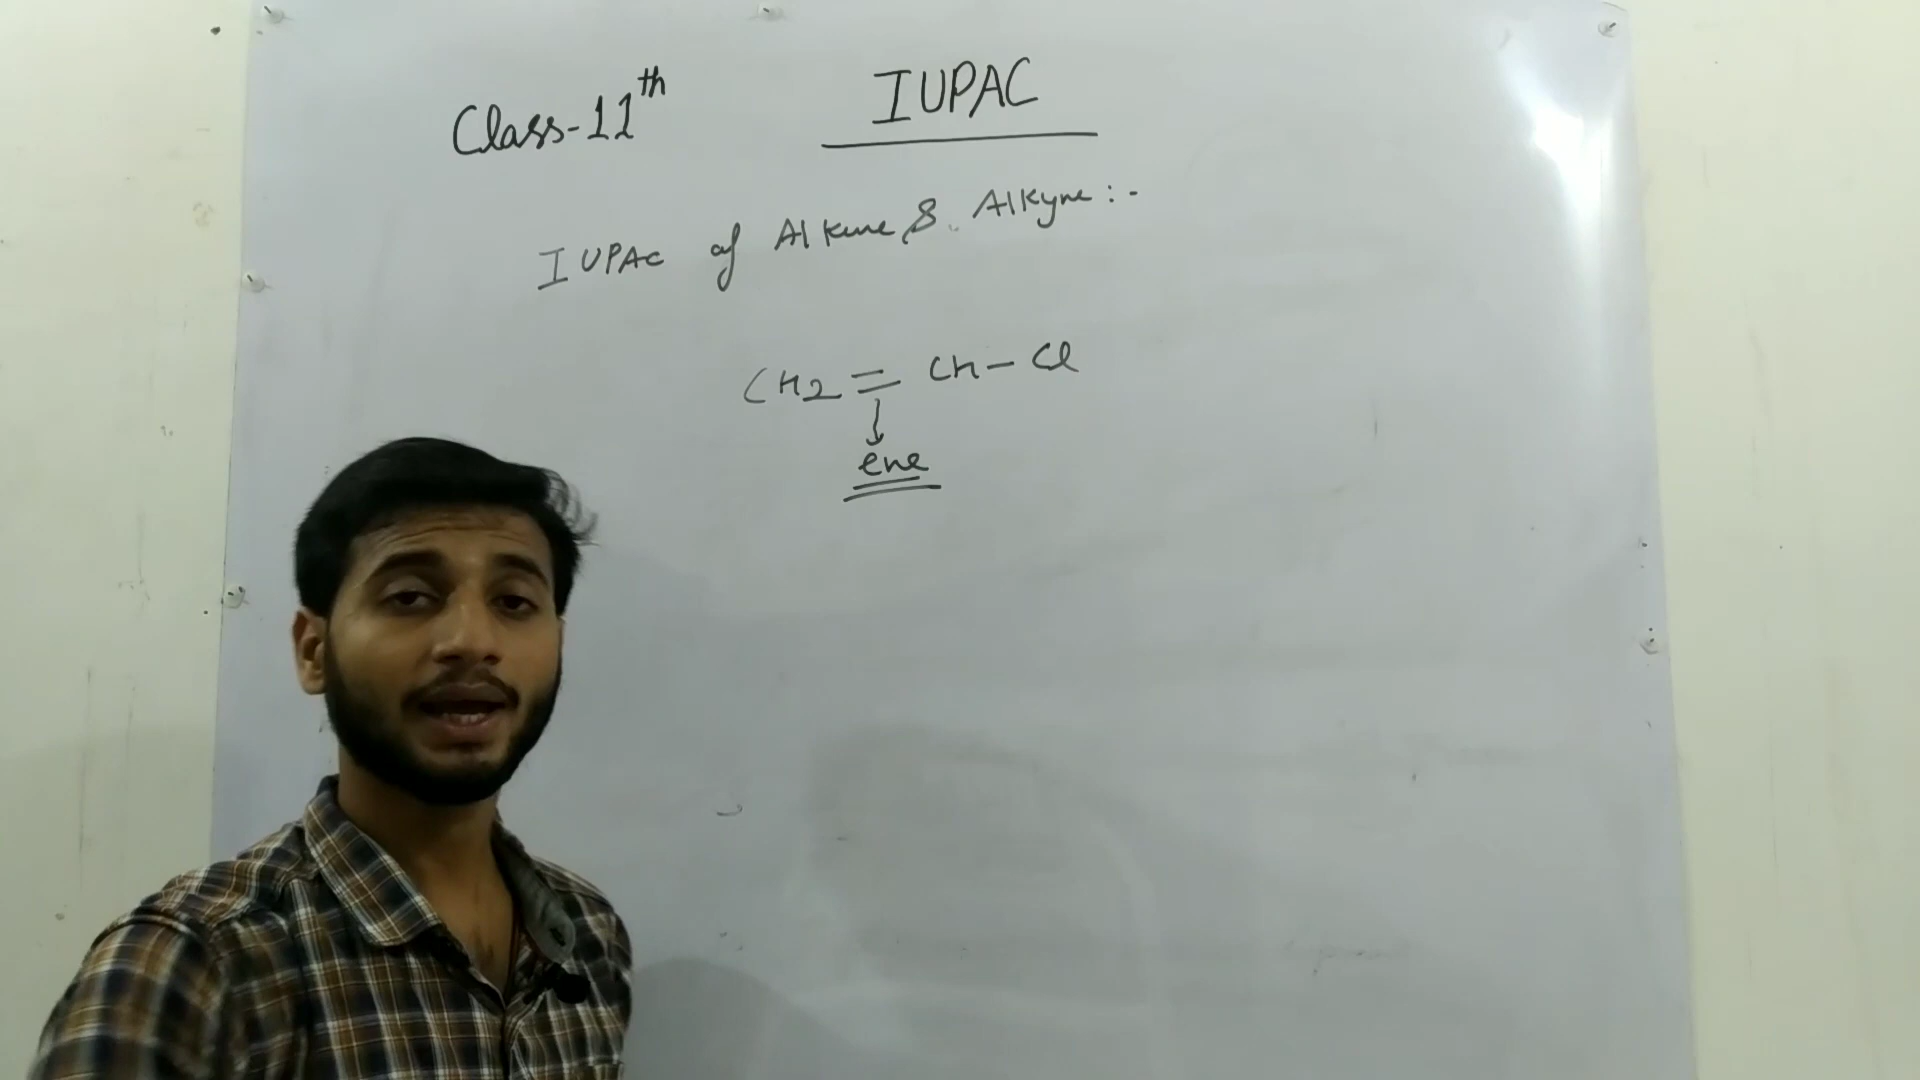 Class-11th
IUPAC
IUPAC of Alkene & Alkyne :-
CH2 = CH - Cl
↓
ene